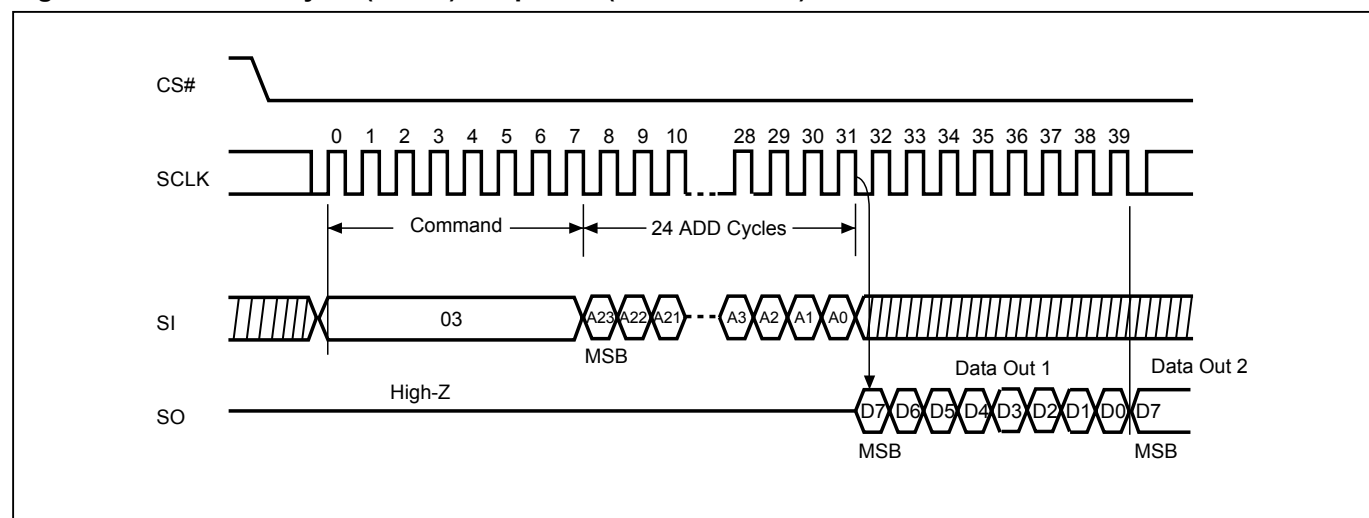 CS#
0 1 2 3 4 5 6 7 8 9 10 28 29 30 31 32 33 34 35 36 37 38 39
SCLK
Command 24 ADD Cycles
SI 03 A23 A22 A21 A3 A2 A1 A0
MSB
Data Out 1 Data Out 2
High-Z
SO D7 D6 D5 D4 D3 D2 D1 D0 D7
MSB MSB